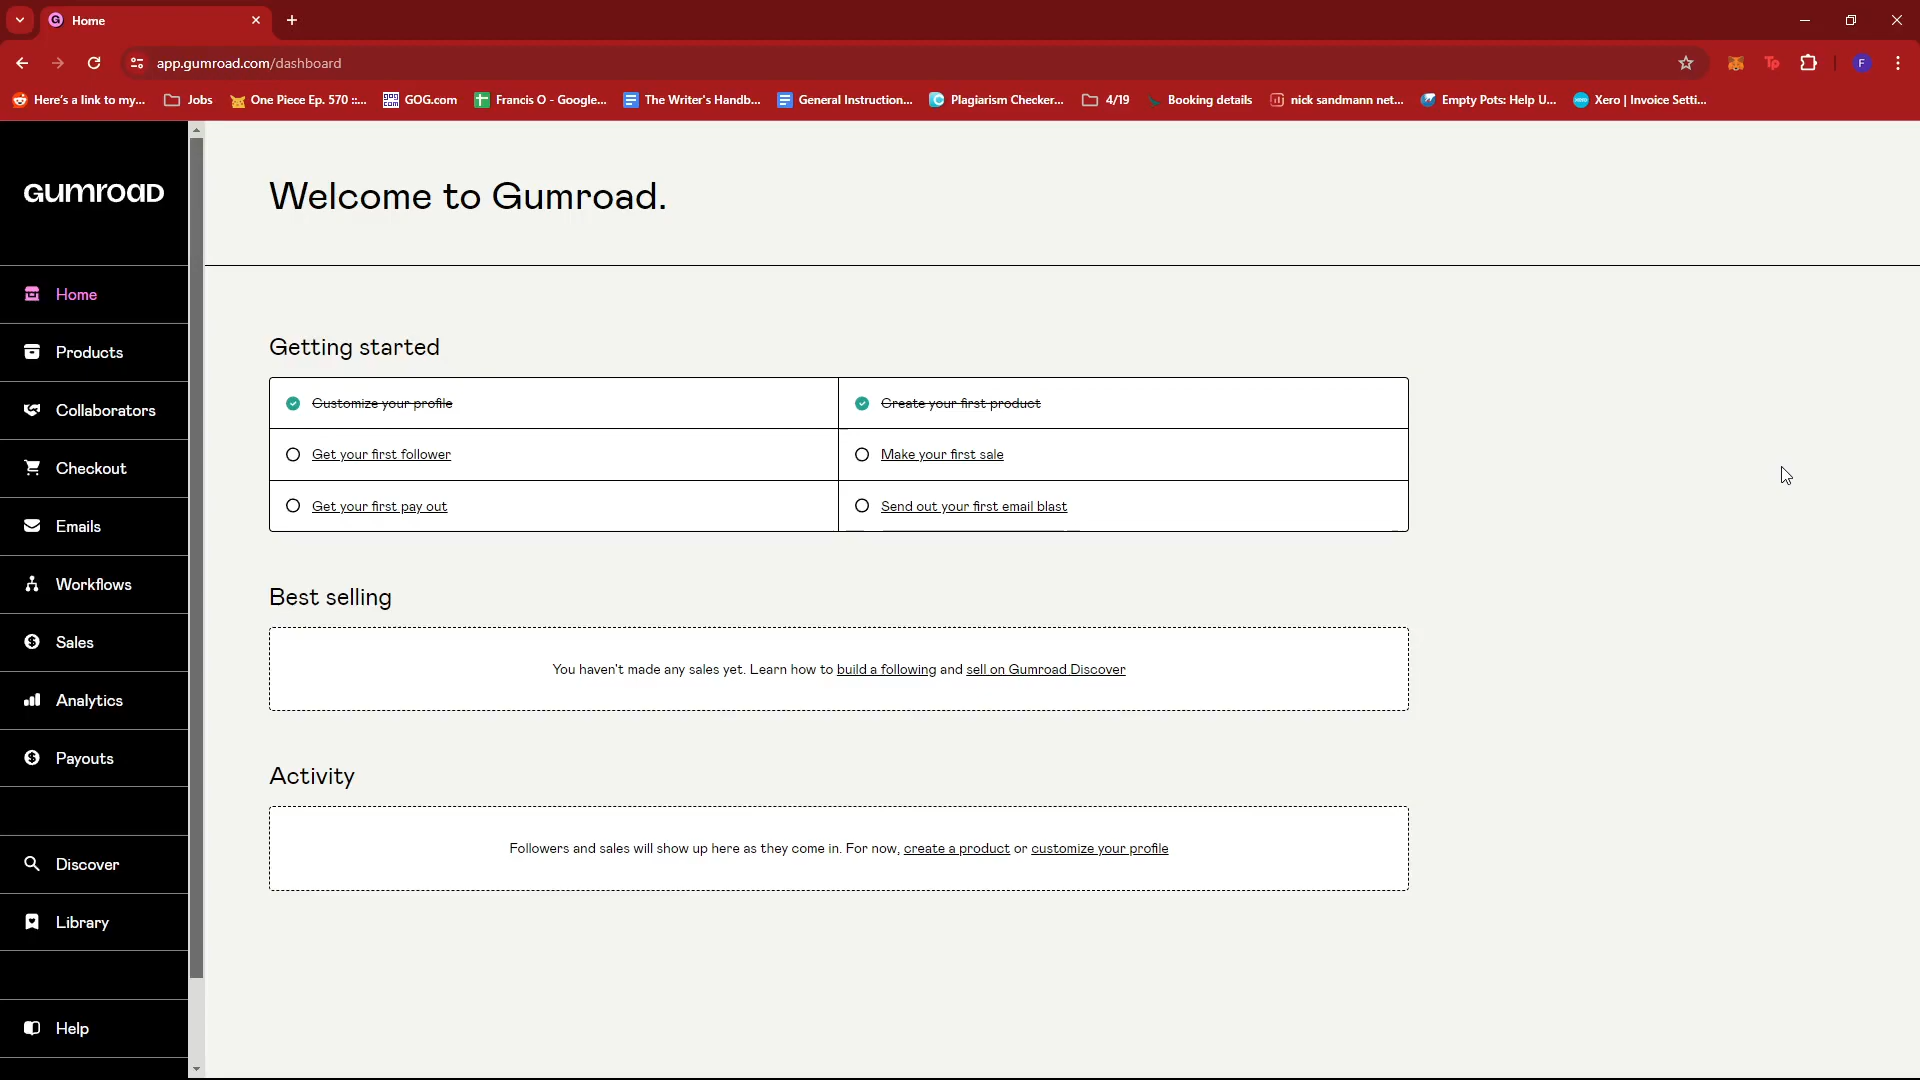 Home
app.gumroad.com/dashboard
Here's a link to my...
Jobs
One Piece Ep. 570 ::...
GOG.com
Francis O - Google...
The Writer's Handb...
General Instruction...
Plagiarism Checker...
4/19
Booking details
nick sandmann net...
Empty Pots: Help U...
Xero | Invoice Setti...
GUMROAD
Home
Products
Collaborators
Checkout
Emails
Workflows
Sales
Analytics
Payouts
Discover
Library
Help
Welcome to Gumroad.
Getting started
Customize your profile
Create your first product
Get your first follower
Make your first sale
Get your first pay out
Send out your first email blast
Best selling
You haven't made any sales yet. Learn how to build a following and sell on Gumroad Discover
Activity
Followers and sales will show up here as they come in. For now, create a product or customize your profile